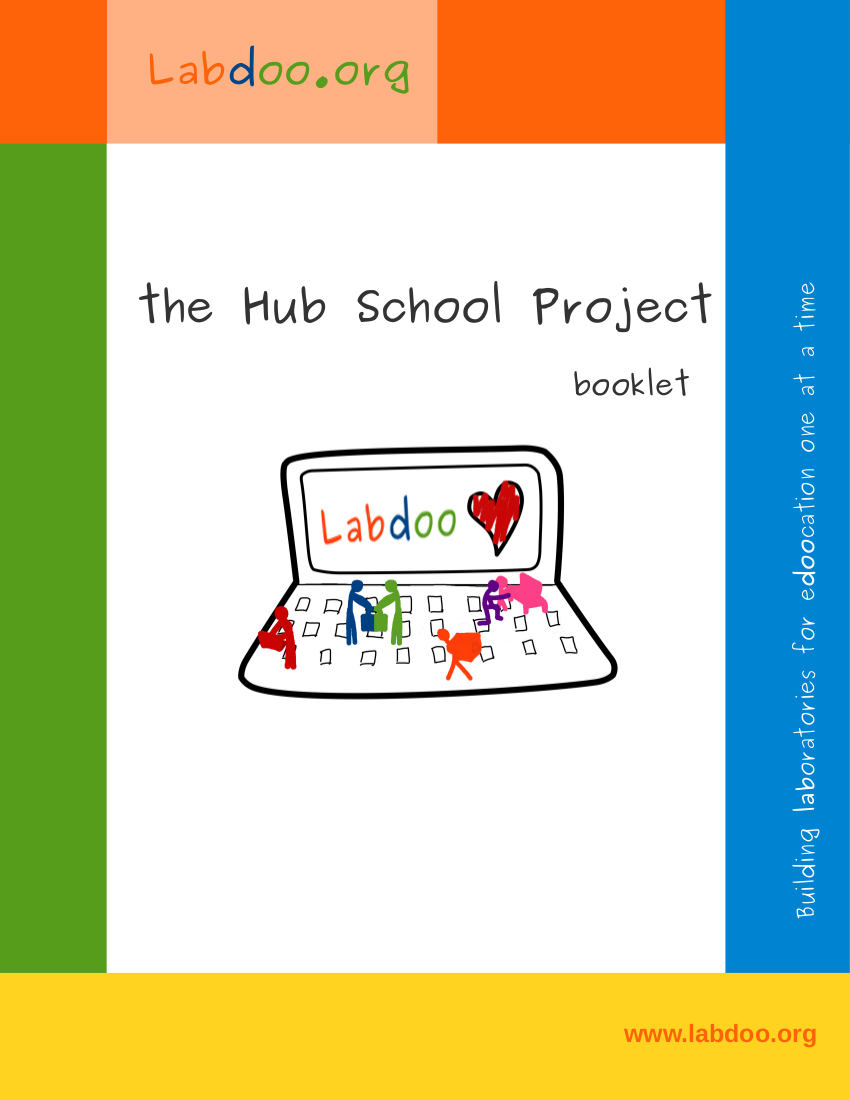 Labdoo.org
the Hub School Project
booklet
Labdoo
Building laboratories for edoocation one at a time
www.labdoo.org